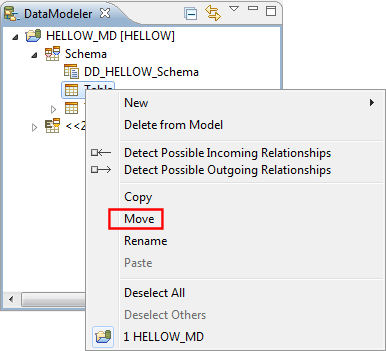 DataModeler
HELLOW_MD [HELLOW]
Schema
DD_HELLOW_Schema
Table
<<2
New
Delete from Model
Detect Possible Incoming Relationships
Detect Possible Outgoing Relationships
Copy
Move
Rename
Paste
Deselect All
Deselect Others
1 HELLOW_MD